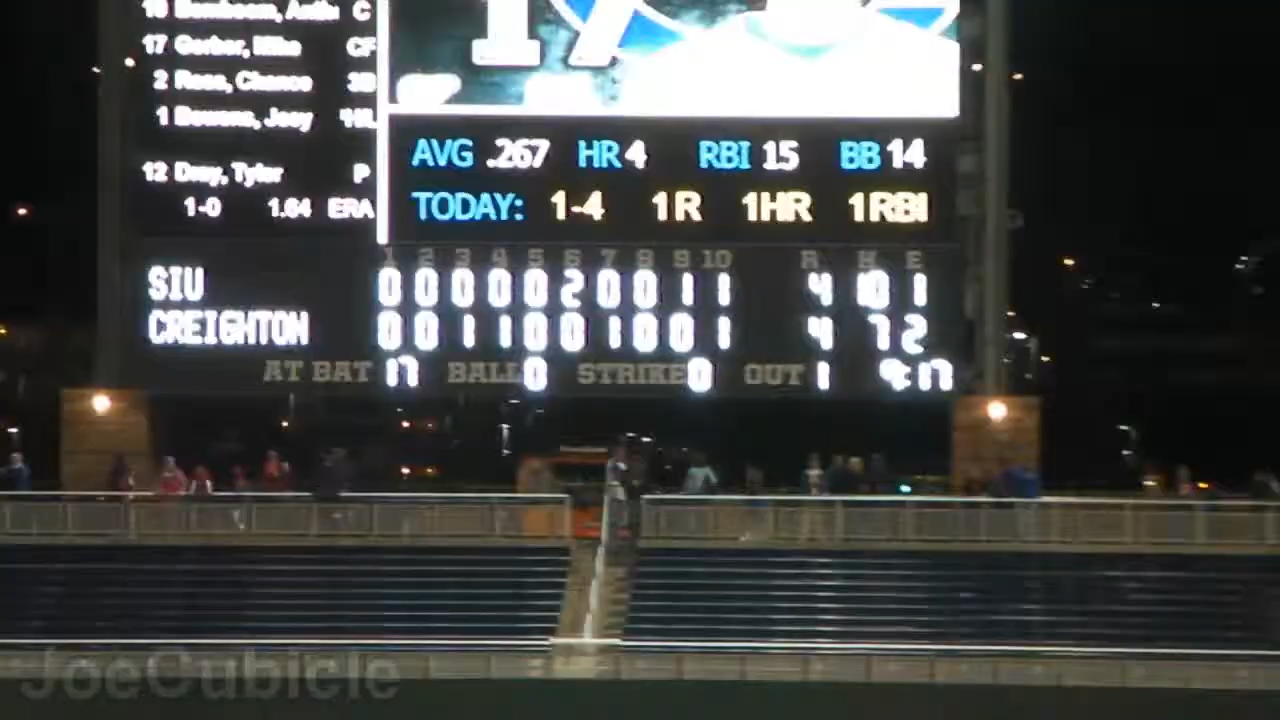 17
17 Gerber, Mike CF
2 Ross, Chance 3B
1
12 Tyler P
1-0 1.64 ERA
AVG .267 HR 4 RBI 15 BB 14
TODAY: 1-4 1R 1HR 1RBI
1 2 3 4 5 6 7 8 9 10 R H E
SIU 0 0 0 0 0 2 0 0 1 1 4 10 1
CREIGHTON 0 0 1 1 0 0 1 0 0 1 4 7 2
AT BAT 17 BALL 0 STRIKE 0 OUT 1 9:17
JoeCubicle